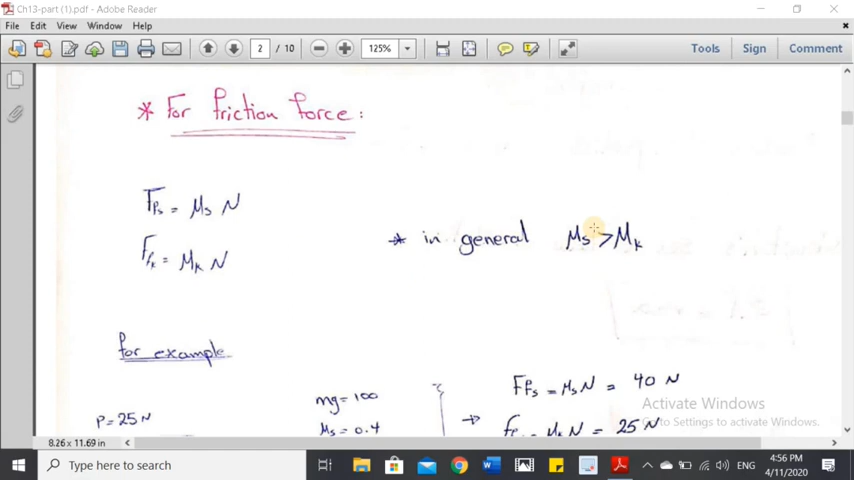 Ch13-part (1).pdf - Adobe Reader
File Edit View Window Help
2 / 10 125% Tools Sign Comment
* For friction force:
Ffs = μs N
Ffk = μk N
* in general μs > μk
for example
mg = 100
FFs = μs N = 40 N
P = 25 N
μs = 0.4
= μk N = 25 N
Activate Windows
Go to Settings to activate Windows.
8.26 x 11.69 in
Type here to search
ENG
4:56 PM
4/11/2020